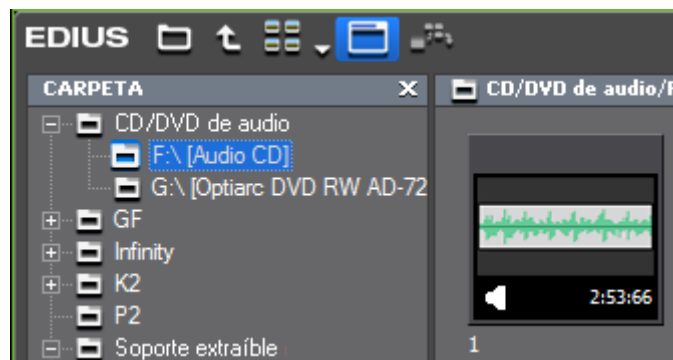 EDIUS
CARPETA
CD/DVD de audio
F:\ [Audio CD]
G:\ [Optiarc DVD RW AD-72
GF
Infinity
K2
P2
Soporte extraíble
CD/DVD de audio/F
2:53:66
1